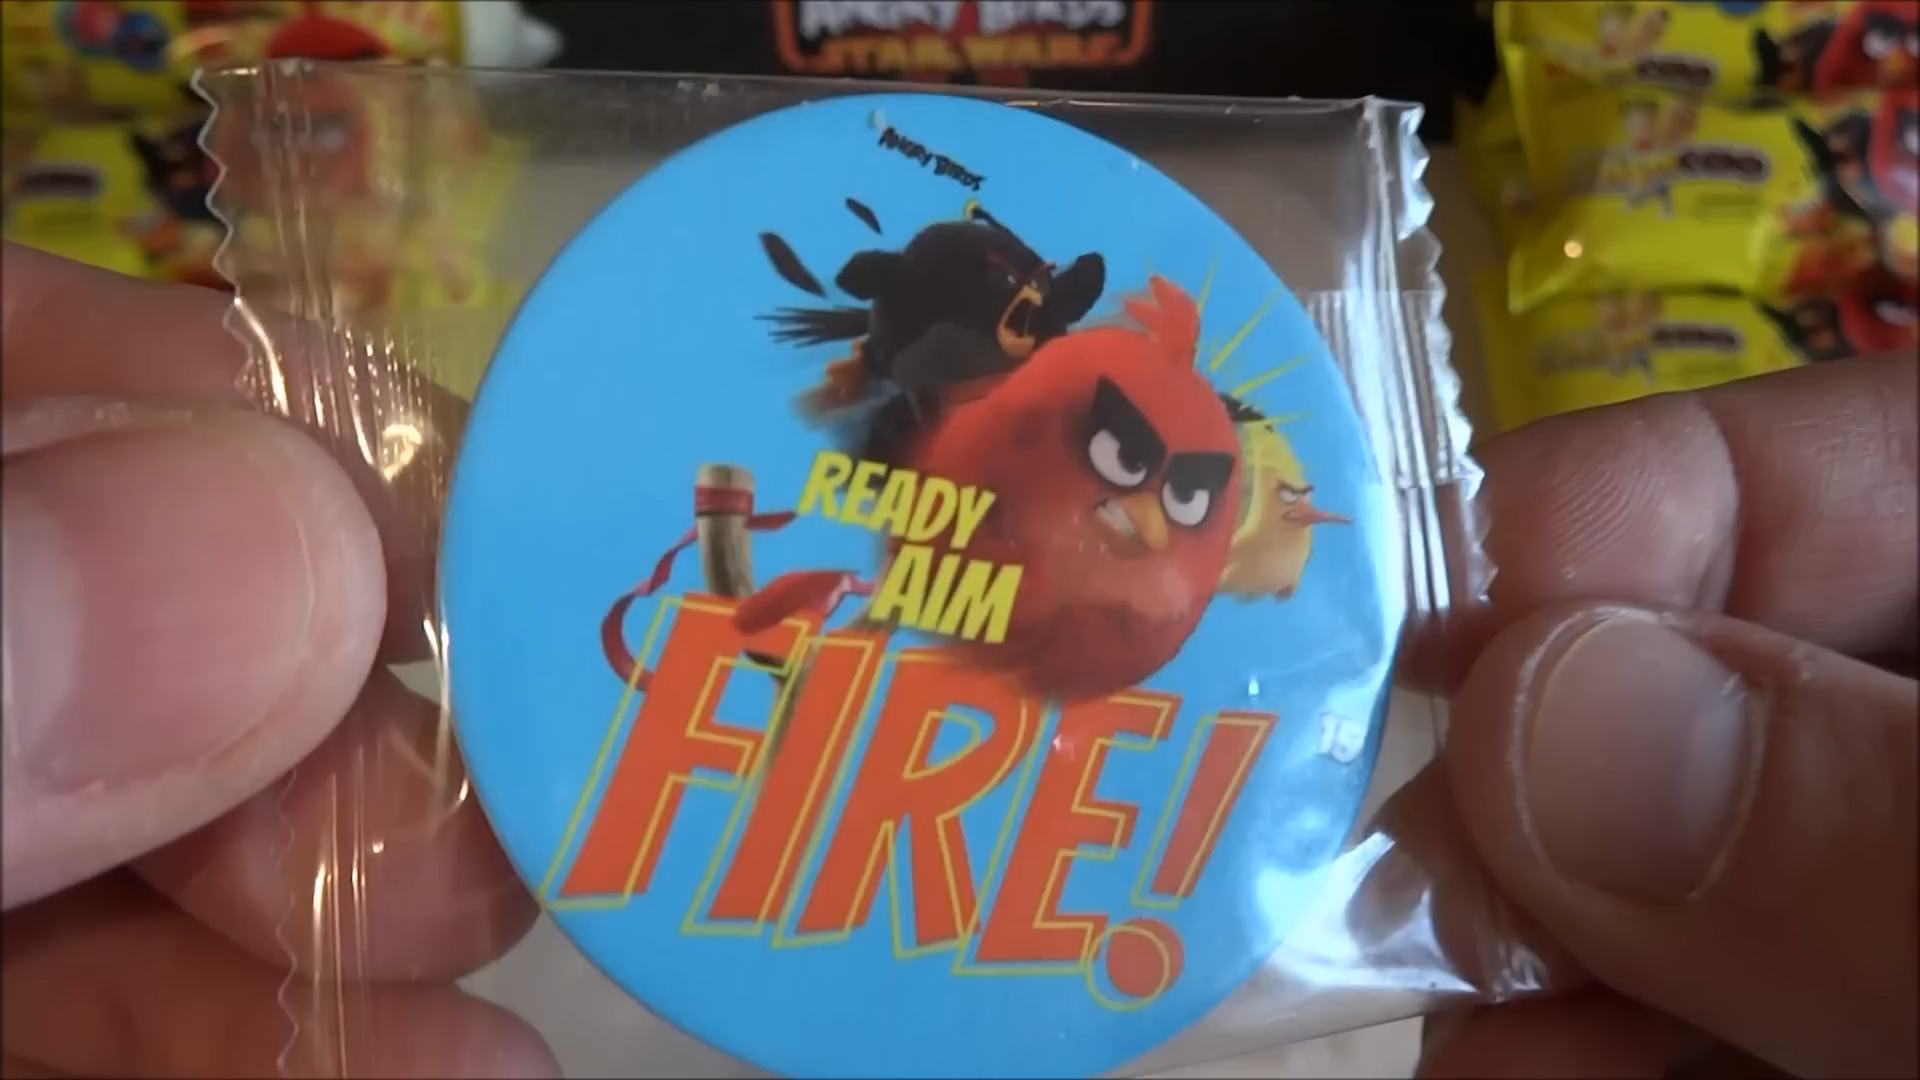 ANGRY BIRDS
STAR WARS
ANGRY BIRDS
READY
AIM
FIRE!
15